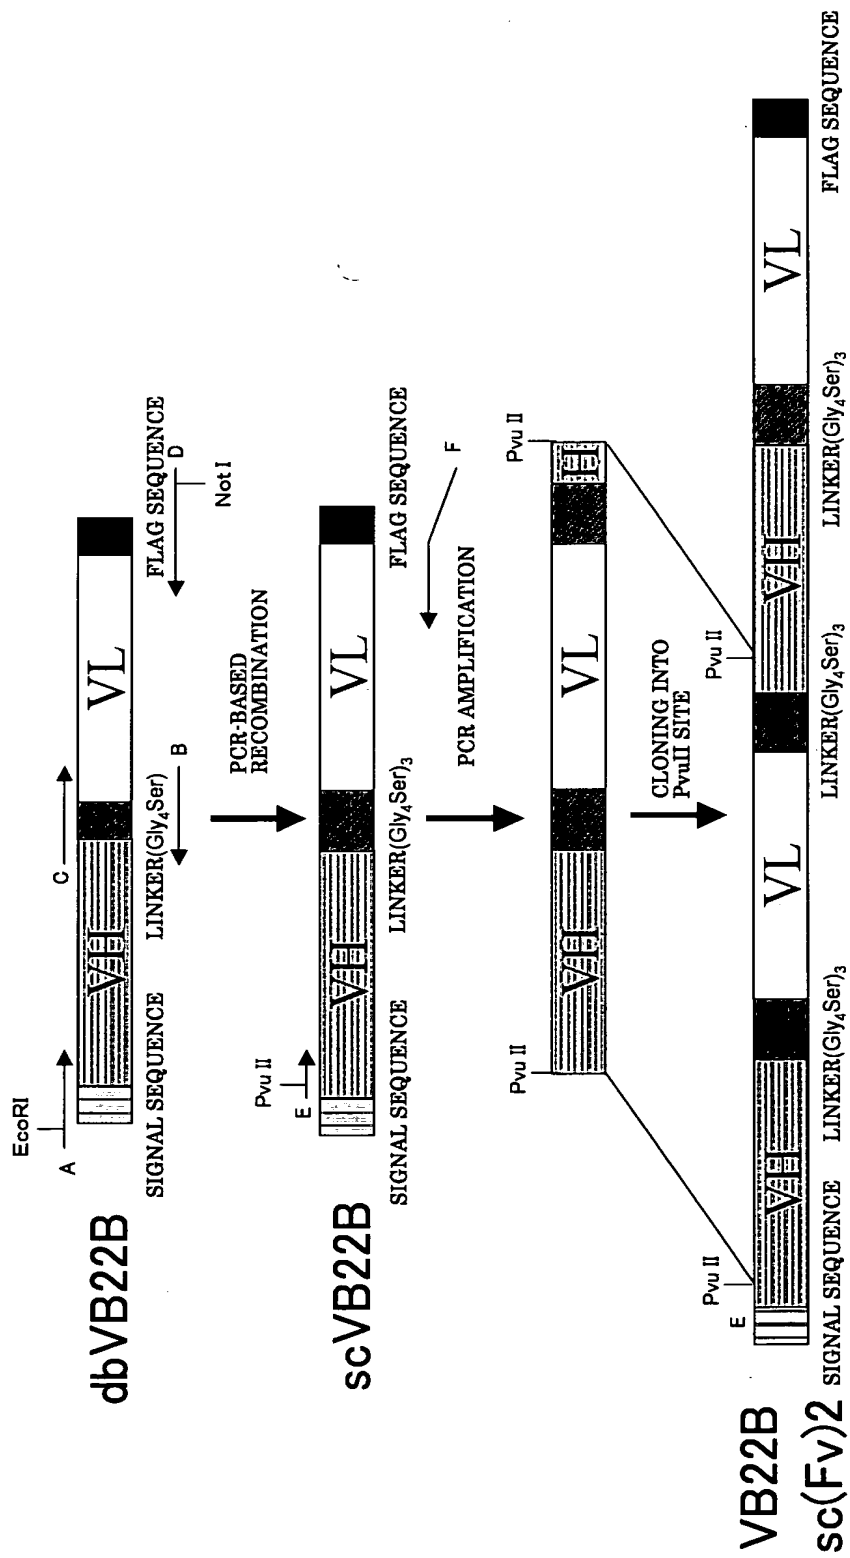 EcoRI
A
C
dbVB22B
VH
VL
SIGNAL SEQUENCE
LINKER(Gly4Ser)
B
FLAG SEQUENCE
D
Not I
PCR-BASED
RECOMBINATION
Pvu II
E
scVB22B
VH
VL
SIGNAL SEQUENCE
LINKER(Gly4Ser)3
FLAG SEQUENCE
F
PCR AMPLIFICATION
Pvu II
Pvu II
VH
VL
H
CLONING INTO
PvuII SITE
Pvu II
Pvu II
E
VB22B
sc(Fv)2
VH
VL
VH
VL
SIGNAL SEQUENCE
LINKER(Gly4Ser)3
LINKER(Gly4Ser)3
LINKER(Gly4Ser)3
FLAG SEQUENCE